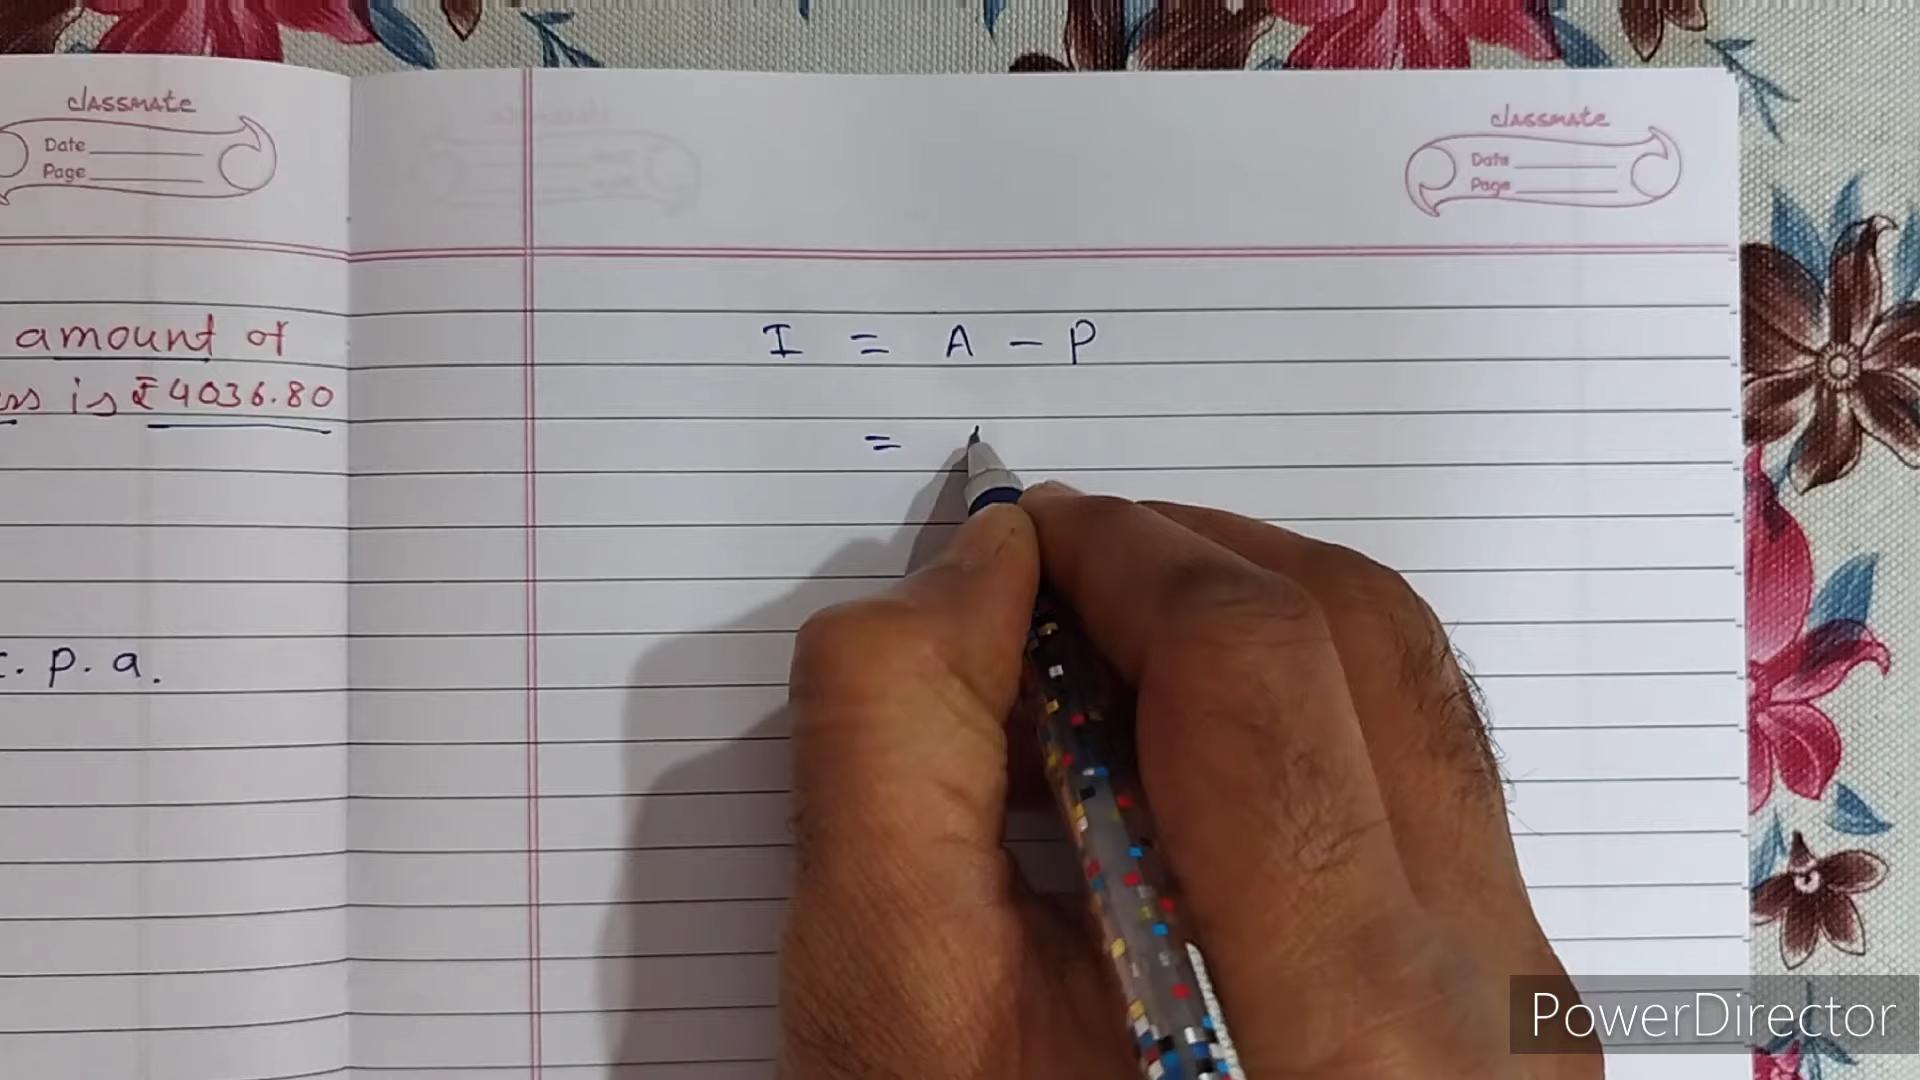 classmate
Date
Page
amount of
is ₹4036.80
p. a.
classmate
Date
Page
I = A - P
=
PowerDirector